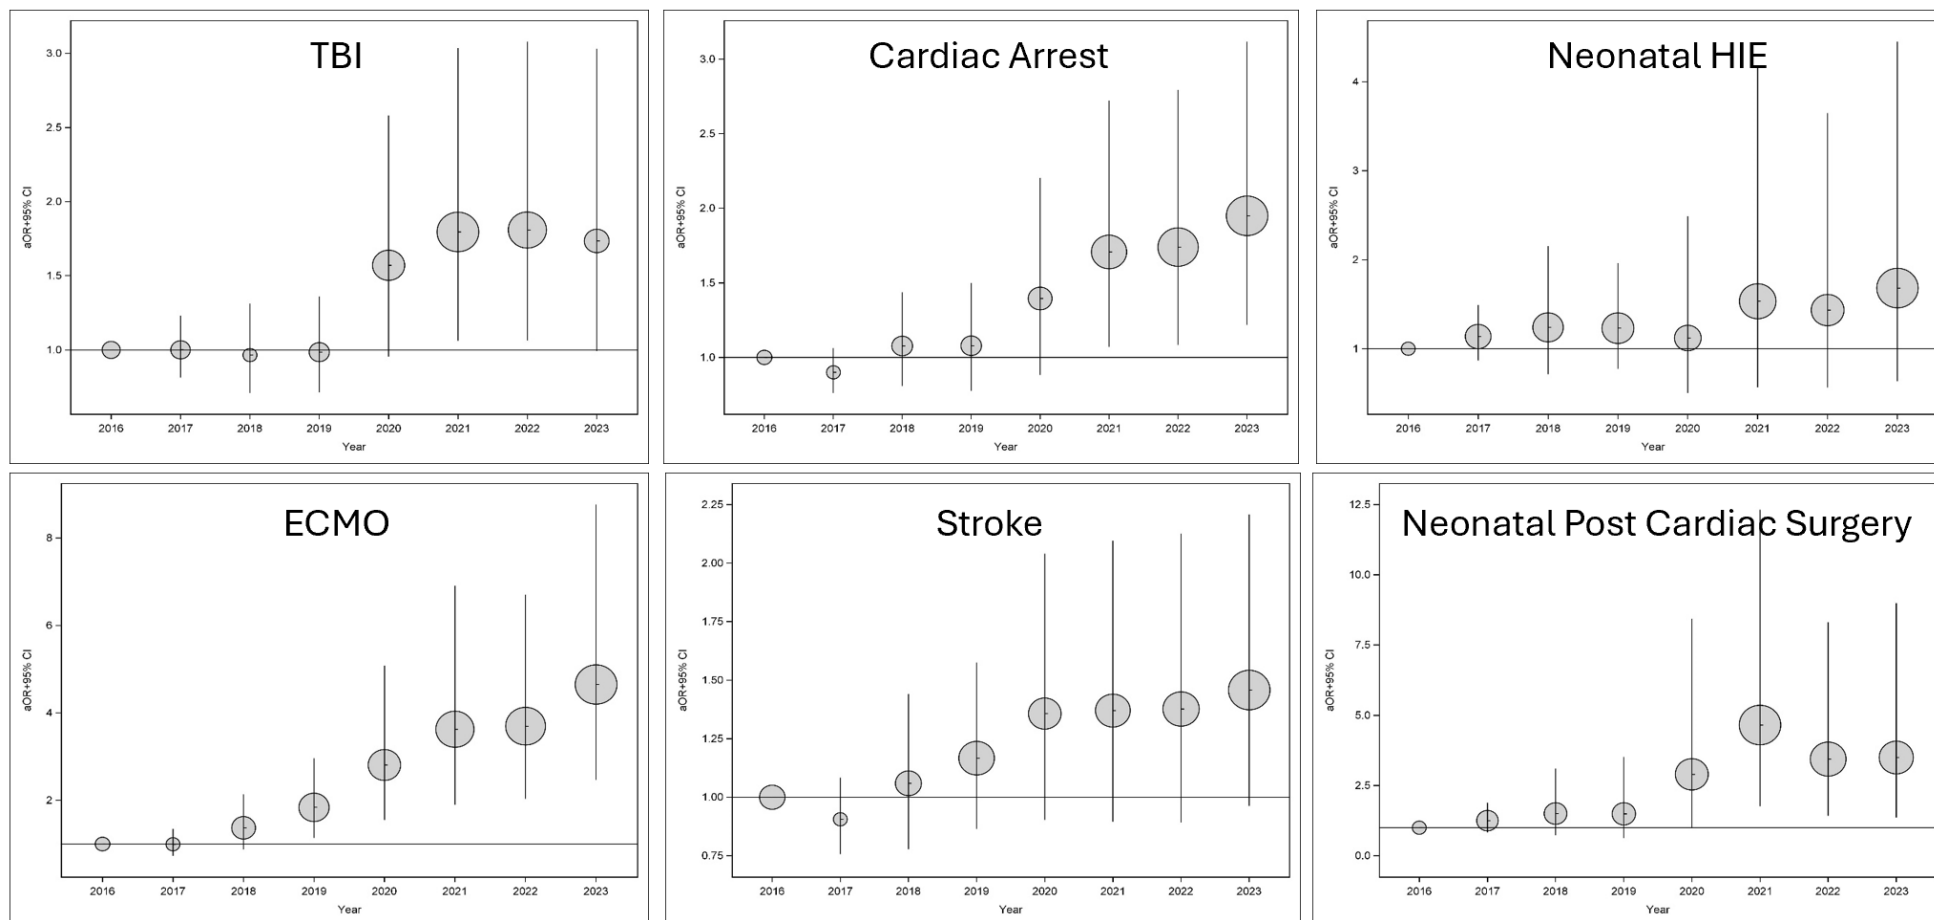 TBI
3.0
2.5
2.0
1.5
1.0
aOR+95% CI
2016 2017 2018 2019 2020 2021 2022 2023
Year
Cardiac Arrest
3.0
2.5
2.0
1.5
1.0
aOR+95% CI
2016 2017 2018 2019 2020 2021 2022 2023
Year
Neonatal HIE
4
3
2
1
aOR+95% CI
2016 2017 2018 2019 2020 2021 2022 2023
Year
ECMO
8
6
4
2
aOR+95% CI
2016 2017 2018 2019 2020 2021 2022 2023
Year
Stroke
2.25
2.00
1.75
1.50
1.25
1.00
0.75
aOR+95% CI
2016 2017 2018 2019 2020 2021 2022 2023
Year
Neonatal Post Cardiac Surgery
12.5
10.0
7.5
5.0
2.5
0.0
aOR+95% CI
2016 2017 2018 2019 2020 2021 2022 2023
Year